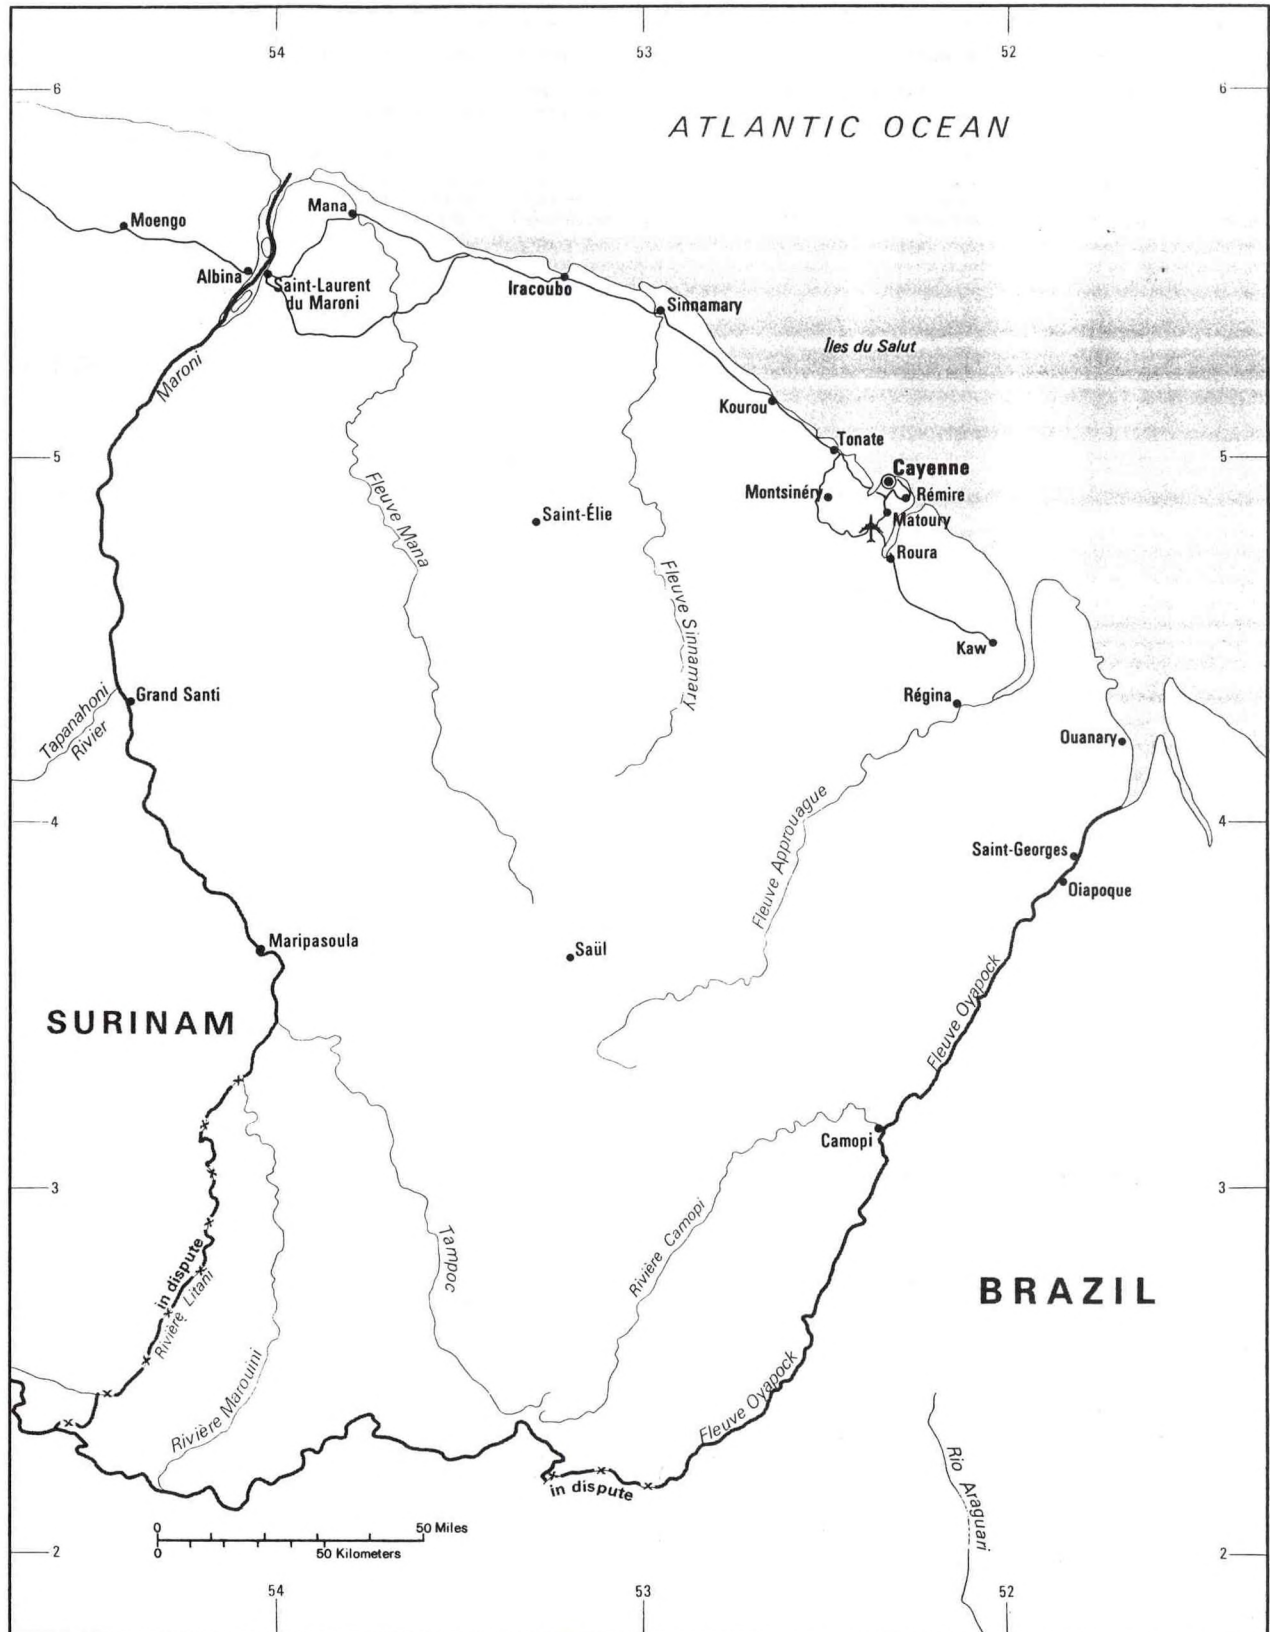 54
53
52
6
6
ATLANTIC OCEAN
Mana
Moengo
Albina
Saint-Laurent
du Maroni
Iracoubo
Sinnamary
Îles du Salut
Maroni
Kourou
Tonate
5
5
Cayenne
Fleuve Mana
Montsinéry
Rémire
Saint-Élie
Matoury
Roura
Fleuve Sinnamary
Kaw
Grand Santi
Régina
Tapanahoni
Rivier
Ouanary
4
4
Fleuve Approuague
Saint-Georges
Oiapoque
Maripasoula
Saül
SURINAM
Fleuve Oyapock
Camopi
3
3
Tampoc
Rivière Camopi
in dispute
Rivière Litani
BRAZIL
Rivière Marouini
Fleuve Oyapock
in dispute
Rio Araguari
0
50 Miles
0
50 Kilometers
2
2
54
53
52